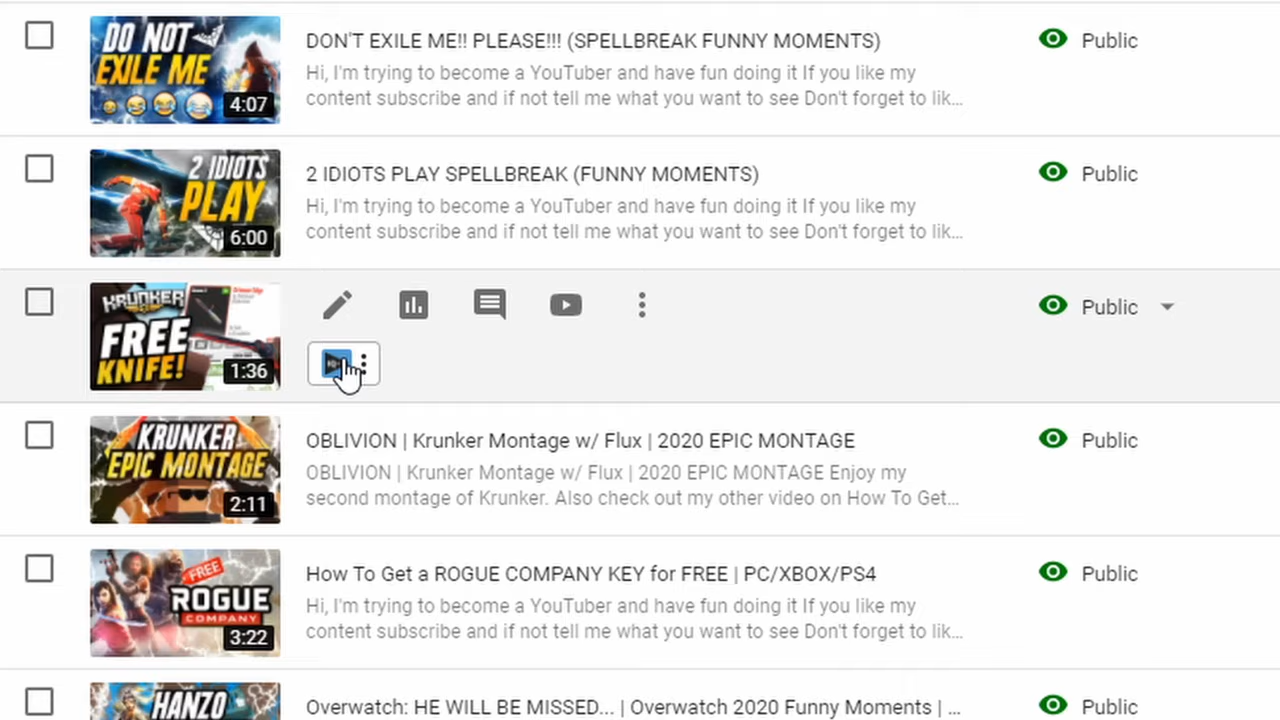 DO NOT
EXILE ME
4:07
DON'T EXILE ME!! PLEASE!!! (SPELLBREAK FUNNY MOMENTS)
Hi, I'm trying to become a YouTuber and have fun doing it If you like my
content subscribe and if not tell me what you want to see Don't forget to lik...
Public
2 IDIOTS
PLAY
6:00
2 IDIOTS PLAY SPELLBREAK (FUNNY MOMENTS)
Hi, I'm trying to become a YouTuber and have fun doing it If you like my
content subscribe and if not tell me what you want to see Don't forget to lik...
Public
KRUNKER
FREE
KNIFE!
1:36
Public
KRUNKER
EPIC MONTAGE
2:11
OBLIVION | Krunker Montage w/ Flux | 2020 EPIC MONTAGE
OBLIVION | Krunker Montage w/ Flux | 2020 EPIC MONTAGE Enjoy my
second montage of Krunker. Also check out my other video on How To Get...
Public
FREE
ROGUE
COMPANY
3:22
How To Get a ROGUE COMPANY KEY for FREE | PC/XBOX/PS4
Hi, I'm trying to become a YouTuber and have fun doing it If you like my
content subscribe and if not tell me what you want to see Don't forget to lik...
Public
HANZO
Overwatch: HE WILL BE MISSED... | Overwatch 2020 Funny Moments | ...
Public